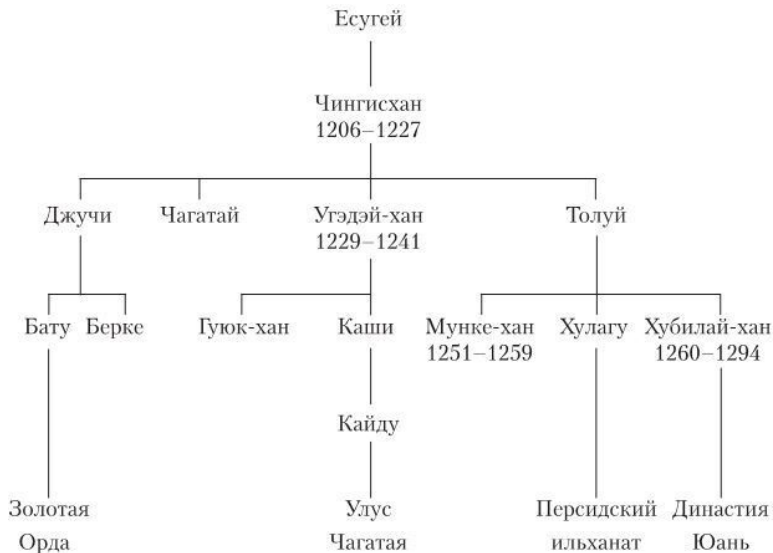 Есугей
Чингисхан
1206–1227
Джучи Чагатай Угэдэй-хан Толуй
1229–1241
Бату Берке Гуюк-хан Каши Мунке-хан Хулагу Хубилай-хан
1251–1259 1260–1294
Кайду
Золотая Улус Персидский Династия
Орда Чагатая ильханат Юань